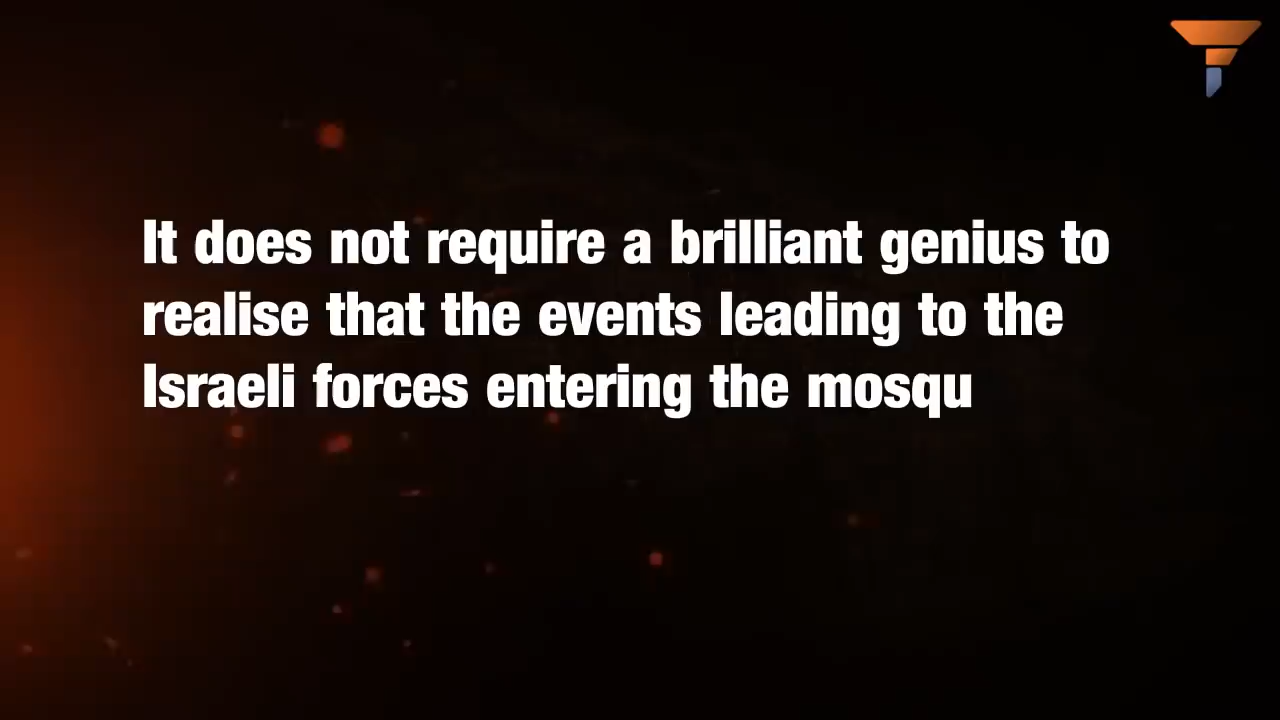 It does not require a brilliant genius to
realise that the events leading to the
Israeli forces entering the mosqu